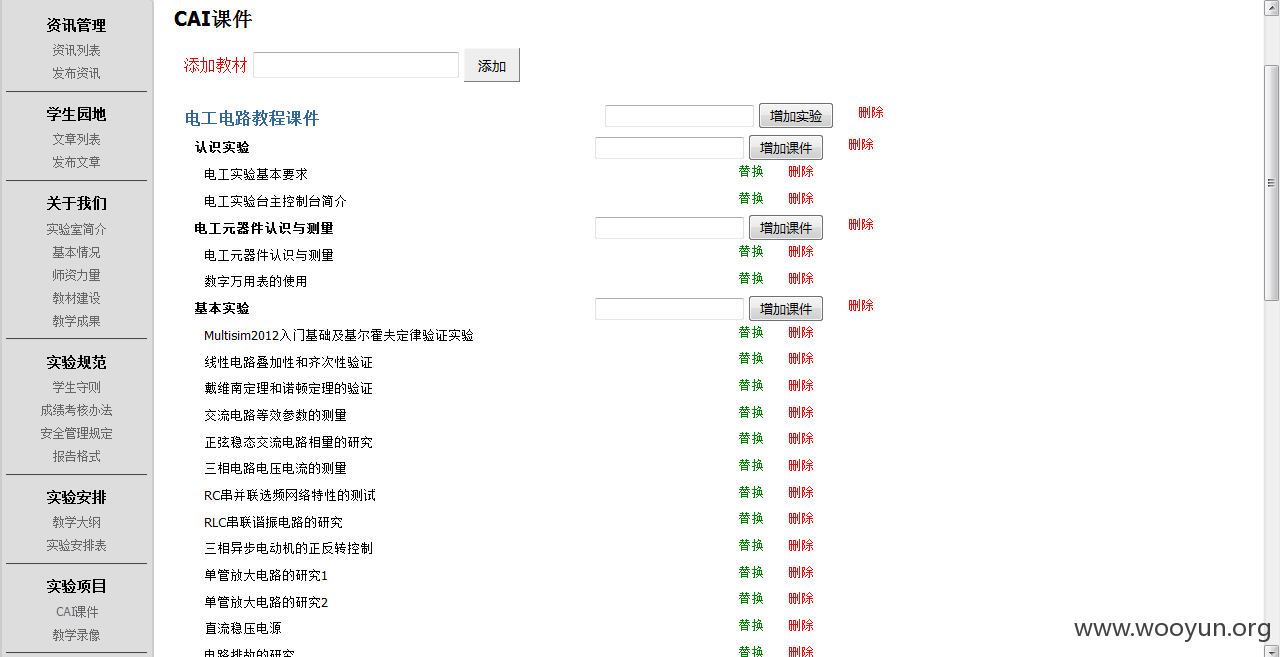 资讯管理
资讯列表
发布资讯
学生园地
文章列表
发布文章
关于我们
实验室简介
基本情况
师资力量
教材建设
教学成果
实验规范
学生守则
成绩考核办法
安全管理规定
报告格式
实验安排
教学大纲
实验安排表
实验项目
CAI课件
教学录像
CAI课件
添加教材 添加
电工电路教程课件 增加实验 删除
认识实验 增加课件 删除
电工实验基本要求 替换 删除
电工实验台主控制台简介 替换 删除
电工元器件认识与测量 增加课件 删除
电工元器件认识与测量 替换 删除
数字万用表的使用 替换 删除
基本实验 增加课件 删除
Multisim2012入门基础及基尔霍夫定律验证实验 替换 删除
线性电路叠加性和齐次性验证 替换 删除
戴维南定理和诺顿定理的验证 替换 删除
交流电路等效参数的测量 替换 删除
正弦稳态交流电路相量的研究 替换 删除
三相电路电压电流的测量 替换 删除
RC串并联选频网络特性的测试 替换 删除
RLC串联谐振电路的研究 替换 删除
三相异步电动机的正反转控制 替换 删除
单管放大电路的研究1 替换 删除
单管放大电路的研究2 替换 删除
直流稳压电源 替换 删除
替换 删除
www.wooyun.org